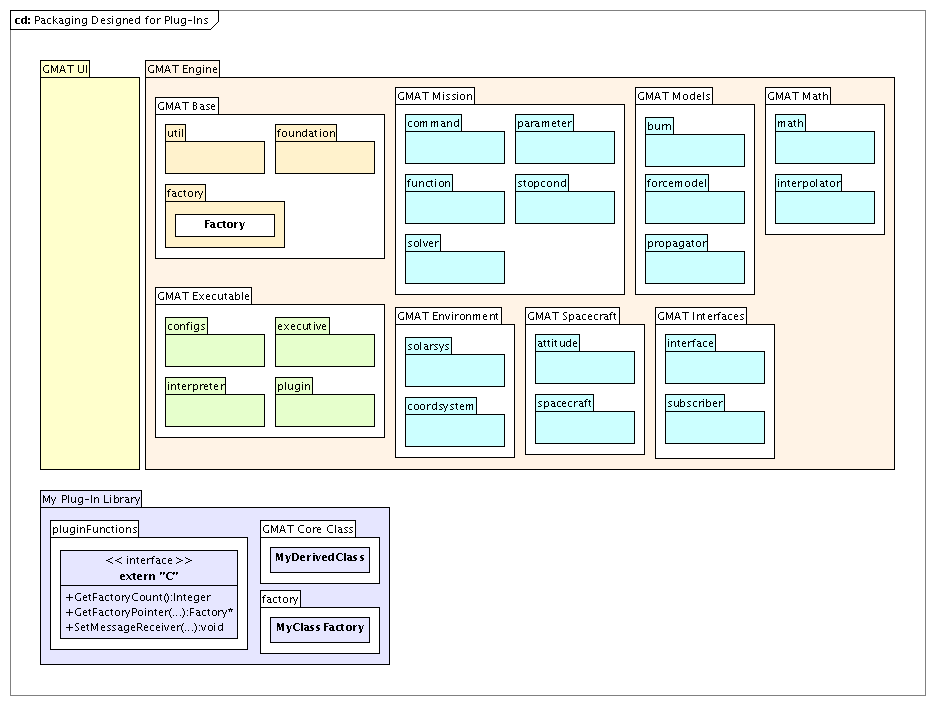 cd: Packaging Designed for Plug-Ins
GMAT UI
GMAT Engine
GMAT Base
util
foundation
factory
Factory
GMAT Executable
configs
executive
interpreter
plugin
GMAT Mission
command
parameter
function
stopcond
solver
GMAT Models
burn
forcemodel
propagator
GMAT Math
math
interpolator
GMAT Environment
solarsys
coordsystem
GMAT Spacecraft
attitude
spacecraft
GMAT Interfaces
interface
subscriber
My Plug-In Library
pluginFunctions
<< interface >>
extern "C"
+GetFactoryCount():Integer
+GetFactoryPointer(...):Factory*
+SetMessageReceiver(...):void
GMAT Core Class
MyDerivedClass
factory
MyClass Factory